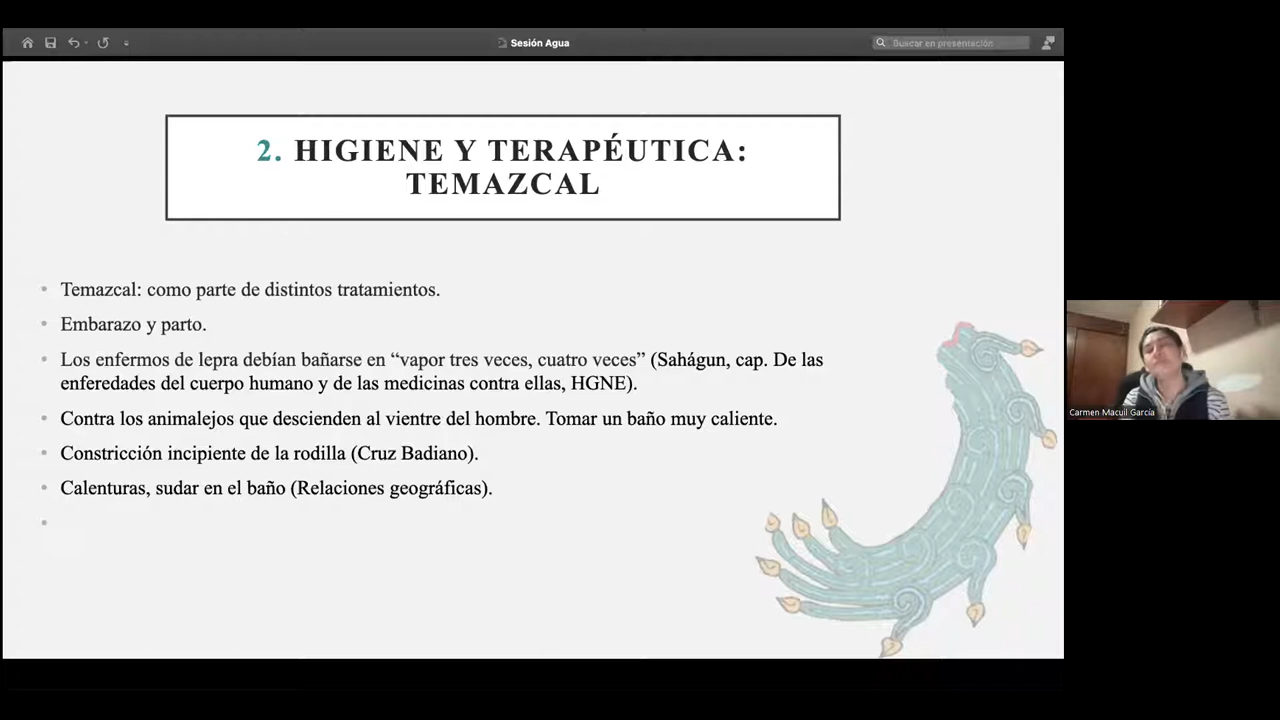 Sesión Agua
Buscar en presentación
2. HIGIENE Y TERAPÉUTICA:
TEMAZCAL
• Temazcal: como parte de distintos tratamientos.
• Embarazo y parto.
• Los enfermos de lepra debían bañarse en “vapor tres veces, cuatro veces” (Sahágun, cap. De las
enferedades del cuerpo humano y de las medicinas contra ellas, HGNE).
• Contra los animalejos que descienden al vientre del hombre. Tomar un baño muy caliente.
• Constricción incipiente de la rodilla (Cruz Badiano).
• Calenturas, sudar en el baño (Relaciones geográficas).
•
Carmen Macuil García